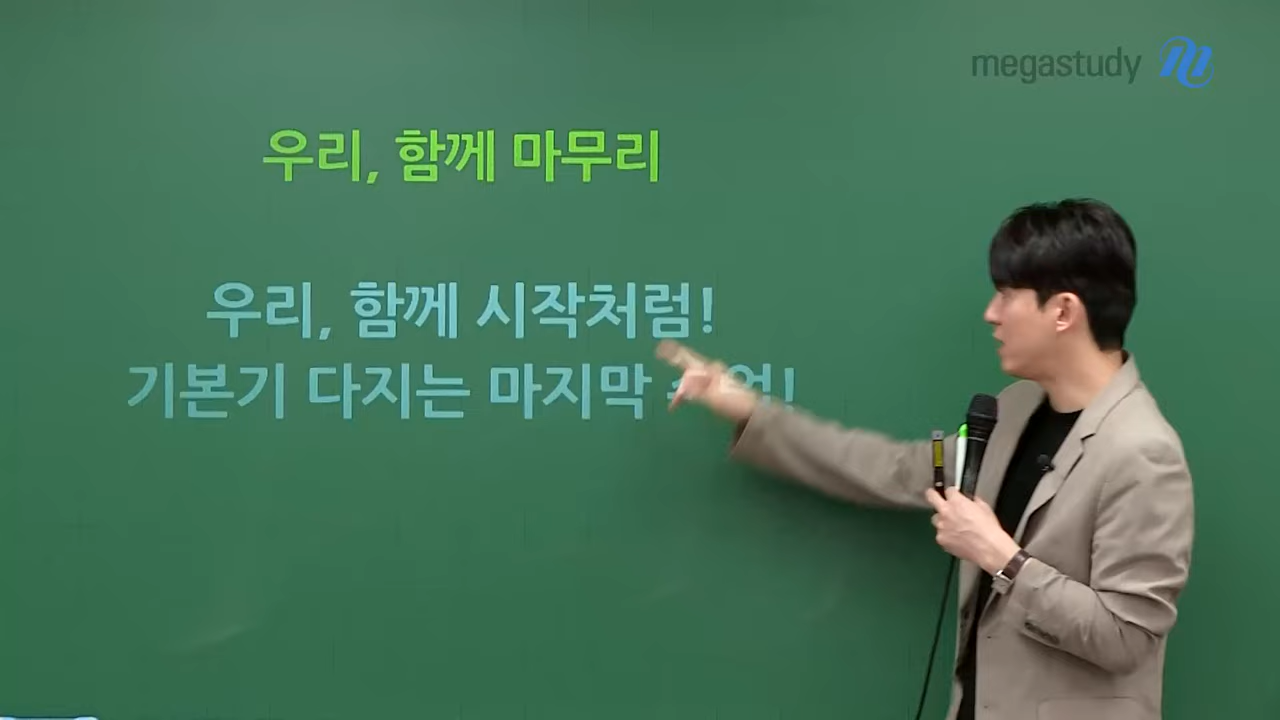 megastudy
우리, 함께 마무리
우리, 함께 시작처럼!
기본기 다지는 마지막